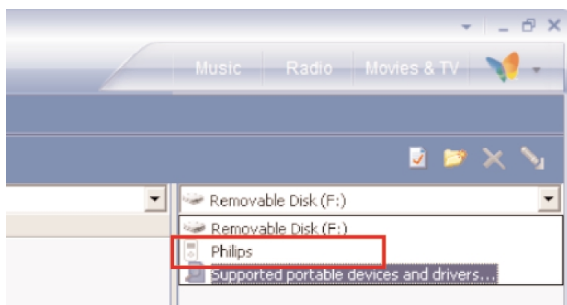 Music Radio Movies & TV
Removable Disk (F:)
Removable Disk (F:)
Philips
Supported portable devices and drivers...